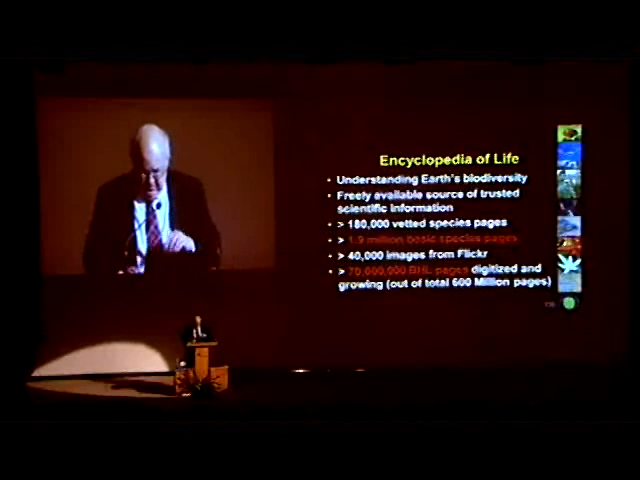 Encyclopedia of Life
• Understanding Earth's biodiversity
• Freely available source of trusted
scientific information
• > 180,000 vetted species pages
• > 1.9 million basic species pages
• > 40,000 images from Flickr
• > 70,000,000 BHL pages digitized and
growing (out of total 600 Million pages)